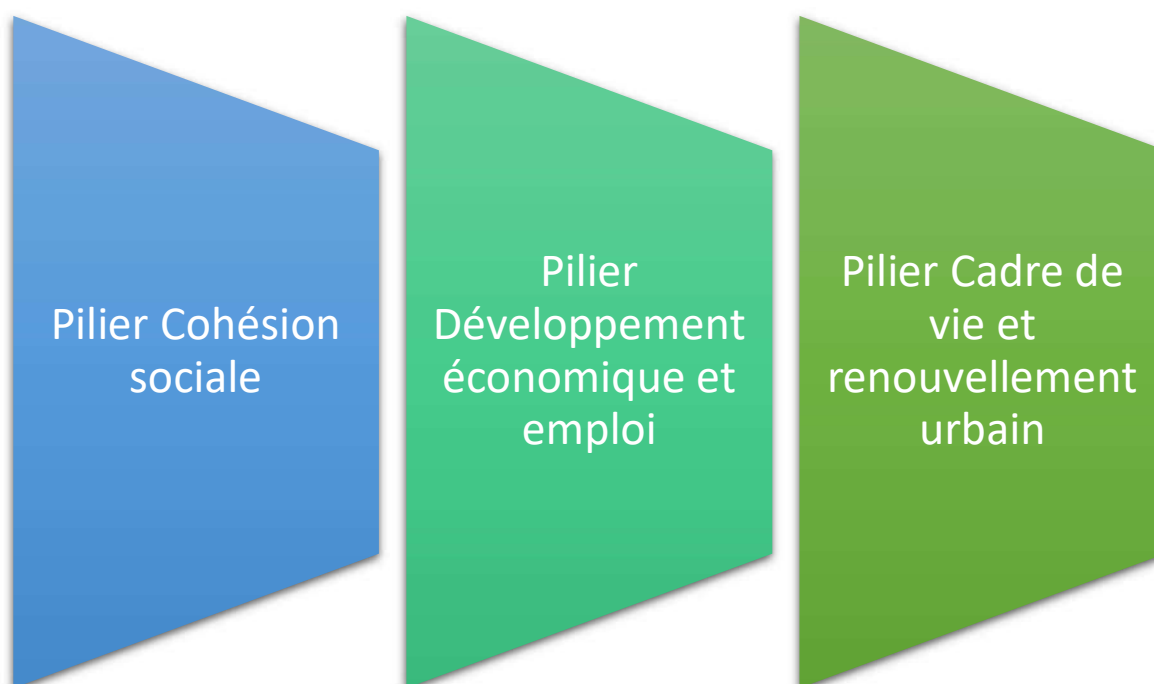 Pilier Cohésion
sociale
Pilier
Développement
économique et
emploi
Pilier Cadre de
vie et
renouvellement
urbain